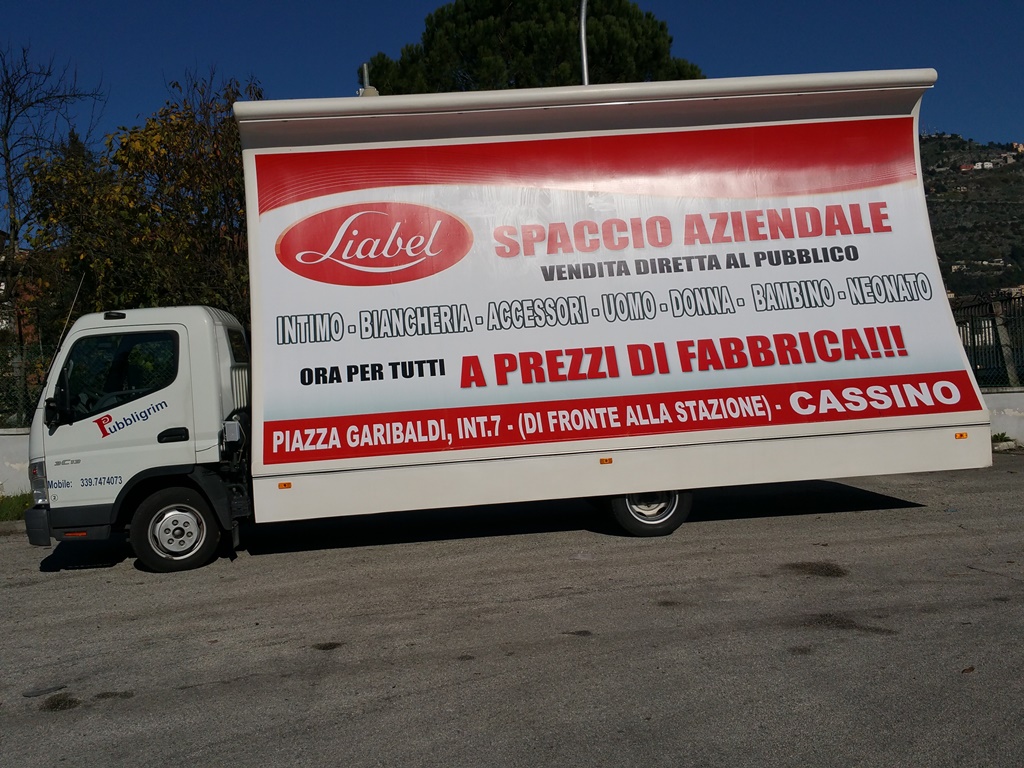 Liabel
SPACCIO AZIENDALE
VENDITA DIRETTA AL PUBBLICO
INTIMO - BIANCHERIA - ACCESSORI - UOMO - DONNA - BAMBINO - NEONATO
ORA PER TUTTI A PREZZI DI FABBRICA!!!
PIAZZA GARIBALDI, INT.7 - (DI FRONTE ALLA STAZIONE) - CASSINO
Pubbligrim
3C13
Mobile: 339.7474073